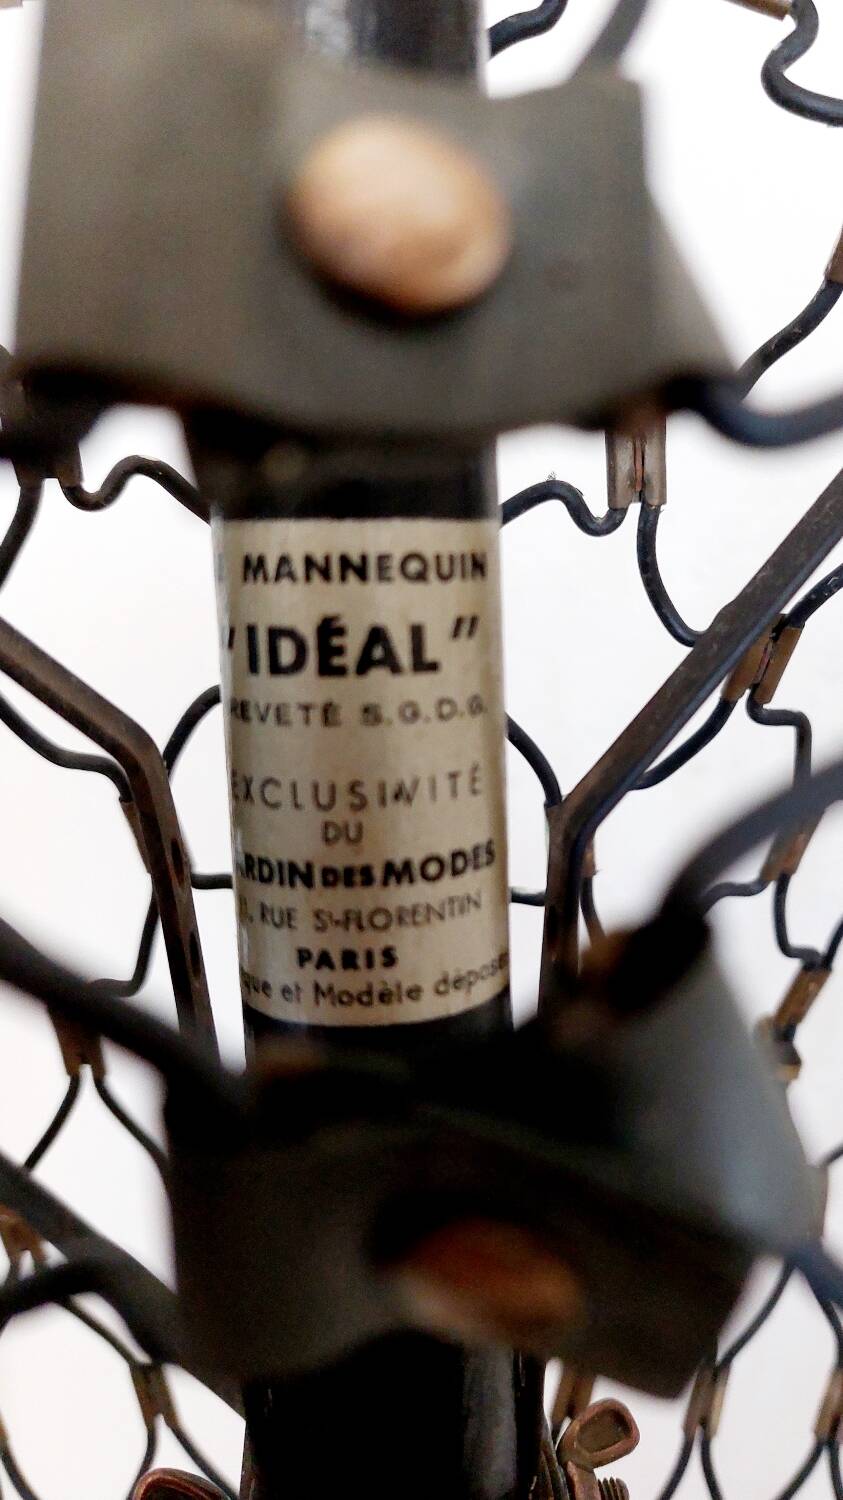 MANNEQUIN
"IDÉAL"
REVETÉ S.G.D.G.
EXCLUSIVITÉ
DU
ARDIN DES MODES
RUE St-FLORENTIN
PARIS
que et Modèle déposé